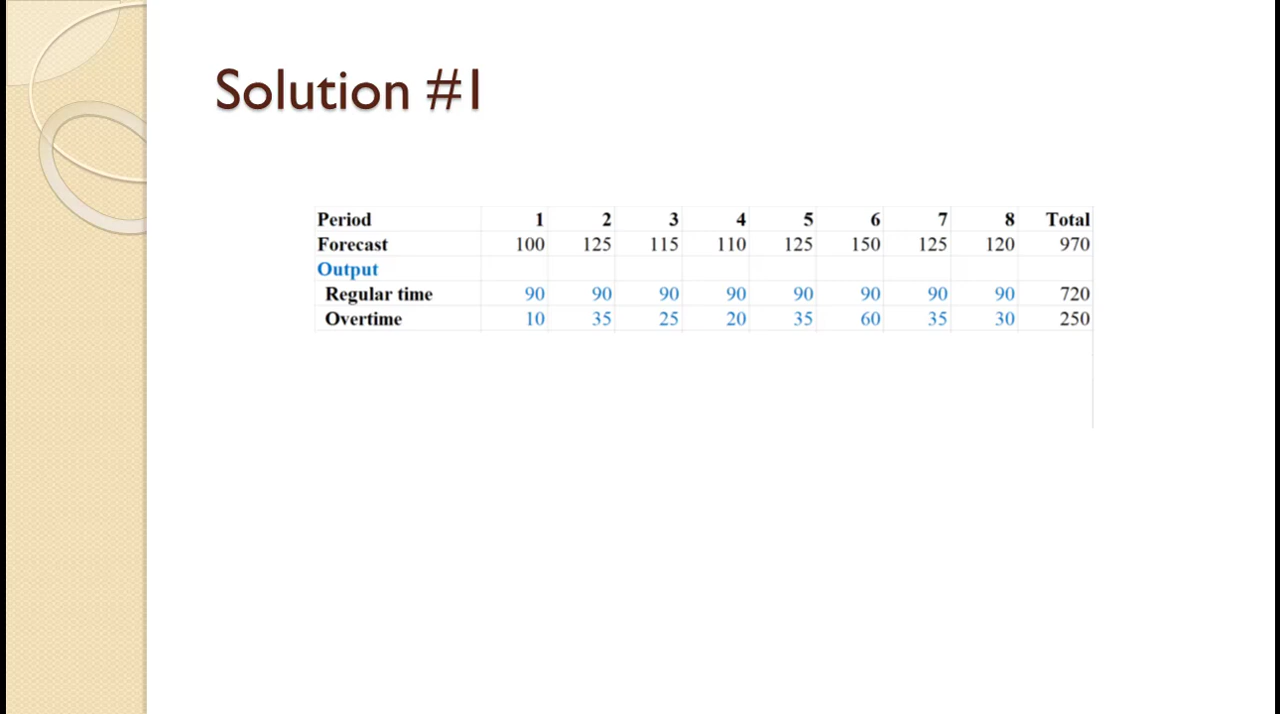 Solution #1
Period 1 2 3 4 5 6 7 8 Total
Forecast 100 125 115 110 125 150 125 120 970
Output
Regular time 90 90 90 90 90 90 90 90 720
Overtime 10 35 25 20 35 60 35 30 250